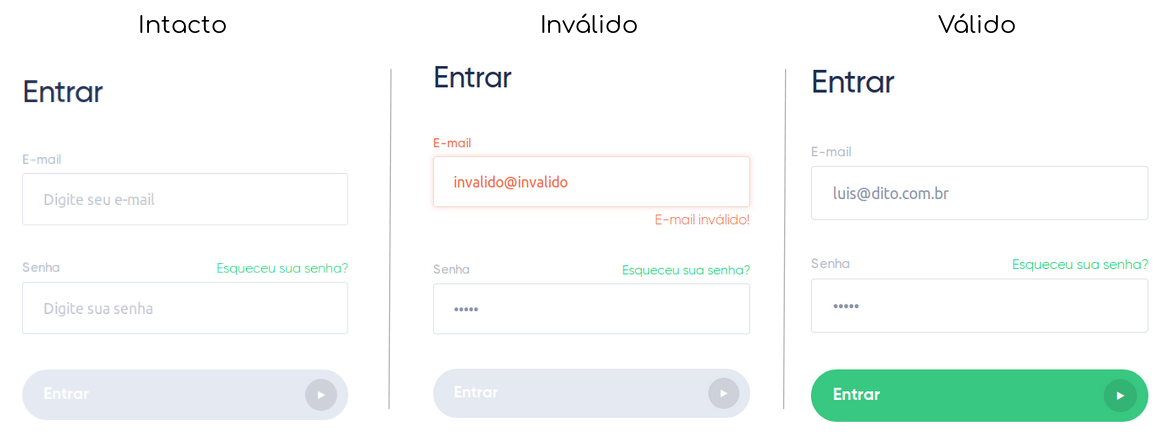 Intacto
Entrar
E-mail
Digite seu e-mail
Senha Esqueceu sua senha?
Digite sua senha
Entrar
Inválido
Entrar
E-mail
invalido@invalido
E-mail inválido!
Senha Esqueceu sua senha?
•••••
Entrar
Válido
Entrar
E-mail
luis@dito.com.br
Senha Esqueceu sua senha?
•••••
Entrar